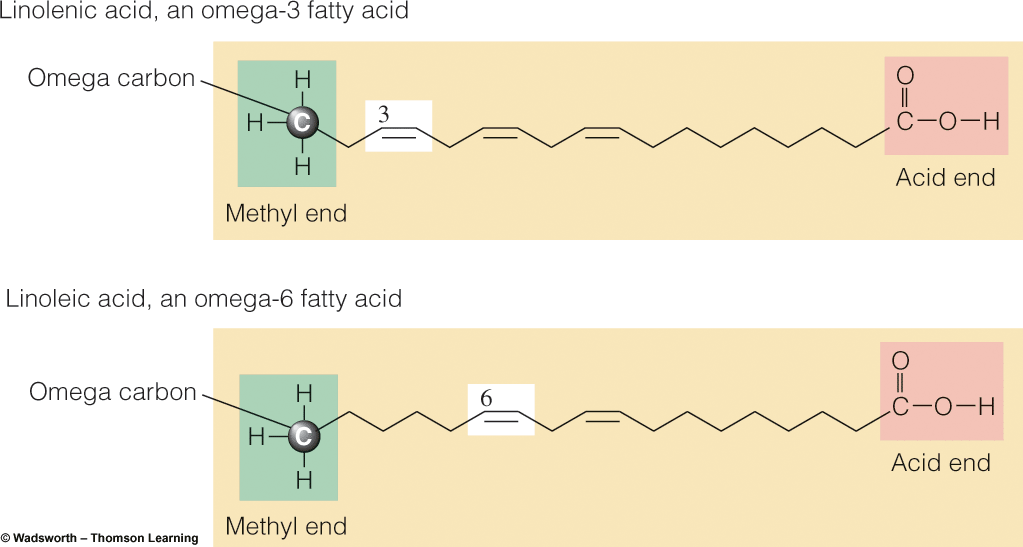 Linolenic acid, an omega-3 fatty acid
Omega carbon
H
H C
H
3
O
C O H
Methyl end
Acid end
Linoleic acid, an omega-6 fatty acid
Omega carbon
H
H C
H
6
O
C O H
Methyl end
Acid end
© Wadsworth – Thomson Learning